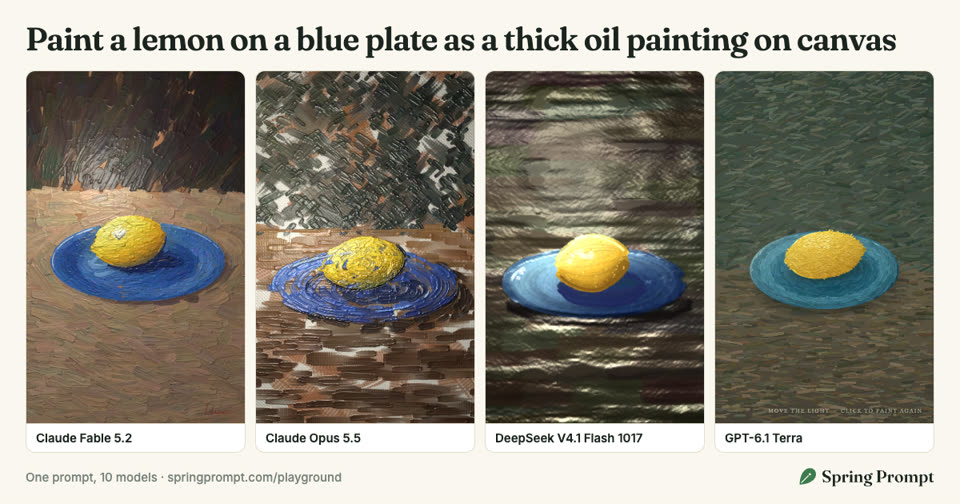 Paint a lemon on a blue plate as a thick oil painting on canvas
MOVE THE LIGHT CLICK TO PAINT AGAIN
Claude Fable 5.2
Claude Opus 5.5
DeepSeek V4.1 Flash 1017
GPT-6.1 Terra
One prompt, 10 models · springprompt.com/playground
Spring Prompt